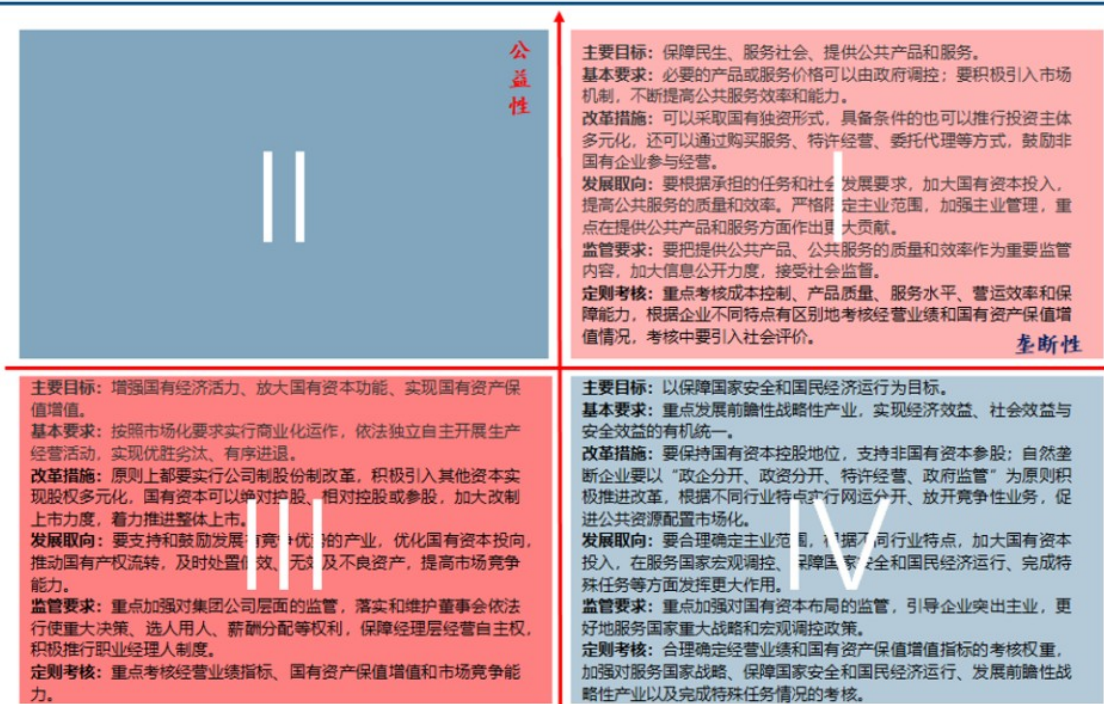 公
益
性
II
主要目标：保障民生、服务社会、提供公共产品和服务。
基本要求：必要的产品或服务价格可以由政府调控；要积极引入市场
机制，不断提高公共服务效率和能力。
改革措施：可以采取国有独资形式，具备条件的也可以推行投资主体
多元化，还可以通过购买服务、特许经营、委托代理等方式，鼓励非
国有企业参与经营。
发展取向：要根据承担的任务和社会发展要求，加大国有资本投入，
提高公共服务的质量和效率。严格限定主业范围，加强主业管理，重
点在提供公共产品和服务方面作出更大贡献。
监管要求：要把提供公共产品、公共服务的质量和效率作为重要监管
内容，加大信息公开力度，接受社会监督。
定则考核：重点考核成本控制、产品质量、服务水平、营运效率和保
障能力，根据企业不同特点有区别地考核经营业绩和国有资产保值增
值情况，考核中要引入社会评价。
I
垄断性
主要目标：增强国有经济活力、放大国有资本功能、实现国有资产保
值增值。
基本要求：按照市场化要求实行商业化运作，依法独立自主开展生产
经营活动，实现优胜劣汰、有序进退。
改革措施：原则上都要实行公司制股份制改革，积极引入其他资本实
现股权多元化，国有资本可以绝对控股、相对控股或参股，加大改制
上市力度，着力推进整体上市。
发展取向：要支持和鼓励发展有竞争优势的产业，优化国有资本投向，
推动国有产权流转，及时处置低效、无效及不良资产，提高市场竞争
能力。
监管要求：重点加强对集团公司层面的监管，落实和维护董事会依法
行使重大决策、选人用人、薪酬分配等权利，保障经理层经营自主权，
积极推行职业经理人制度。
定则考核：重点考核经营业绩指标、国有资产保值增值和市场竞争能
力。
III
主要目标：以保障国家安全和国民经济运行为目标。
基本要求：重点发展前瞻性战略性产业，实现经济效益、社会效益与
安全效益的有机统一。
改革措施：要保持国有资本控股地位，支持非国有资本参股；自然垄
断企业要以“政企分开、政资分开、特许经营、政府监管”为原则积
极推进改革，根据不同行业特点实行网运分开、放开竞争性业务，促
进公共资源配置市场化。
发展取向：要合理确定主业范围，根据不同行业特点，加大国有资本
投入，在服务国家宏观调控、保障国家安全和国民经济运行、完成特
殊任务等方面发挥更大作用。
监管要求：重点加强对国有资本布局的监管，引导企业突出主业，更
好地服务国家重大战略和宏观调控政策。
定则考核：合理确定经营业绩和国有资产保值增值指标的考核权重，
加强对服务国家战略、保障国家安全和国民经济运行、发展前瞻性战
略性产业以及完成特殊任务情况的考核。
IV